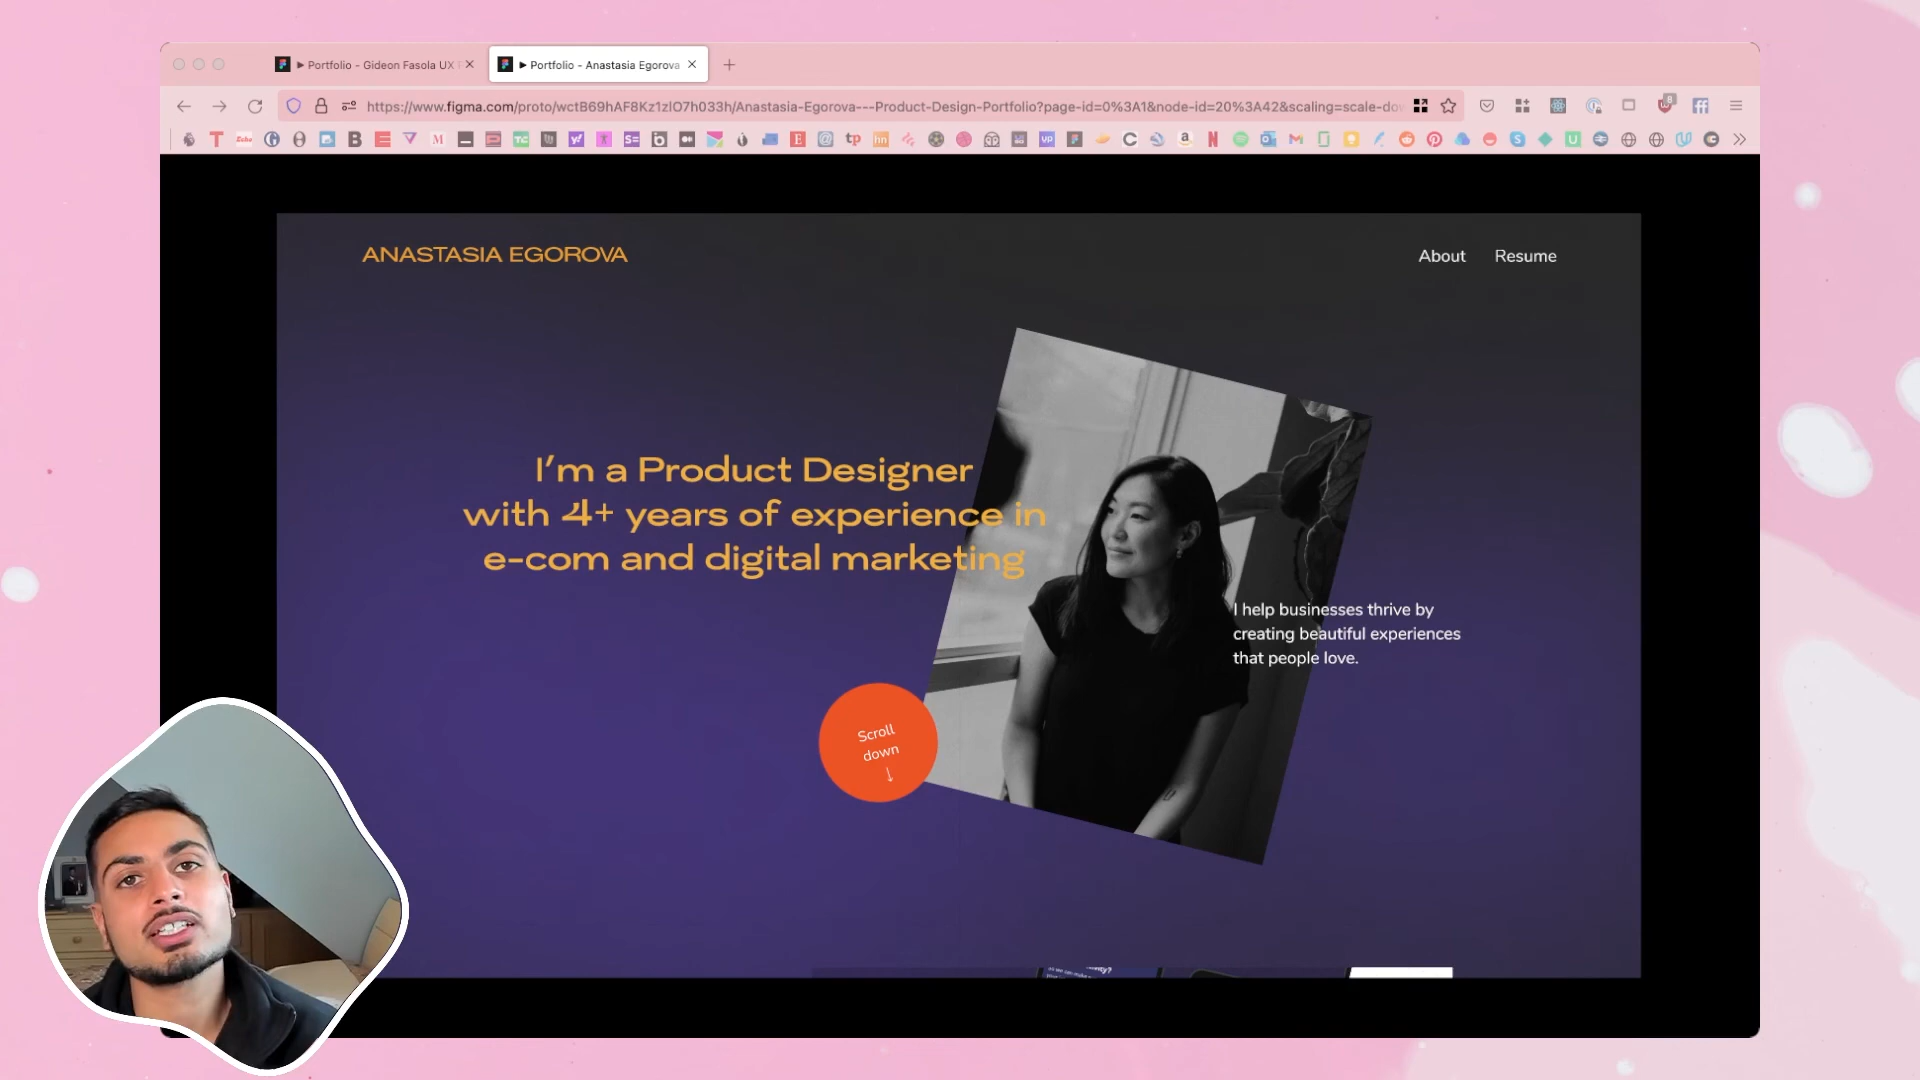 Portfolio - Gideon Fasola UX
Portfolio - Anastasia Egorova
https://www.figma.com/proto/wctB69hAF8Kz1zlO7h033h/Anastasia-Egorova---Product-Design-Portfolio?page-id=0%3A1&node-id=20%3A42&scaling=scale-do
ANASTASIA EGOROVA
About
Resume
I'm a Product Designer
with 4+ years of experience in
e-com and digital marketing
I help businesses thrive by
creating beautiful experiences
that people love.
Scroll
down